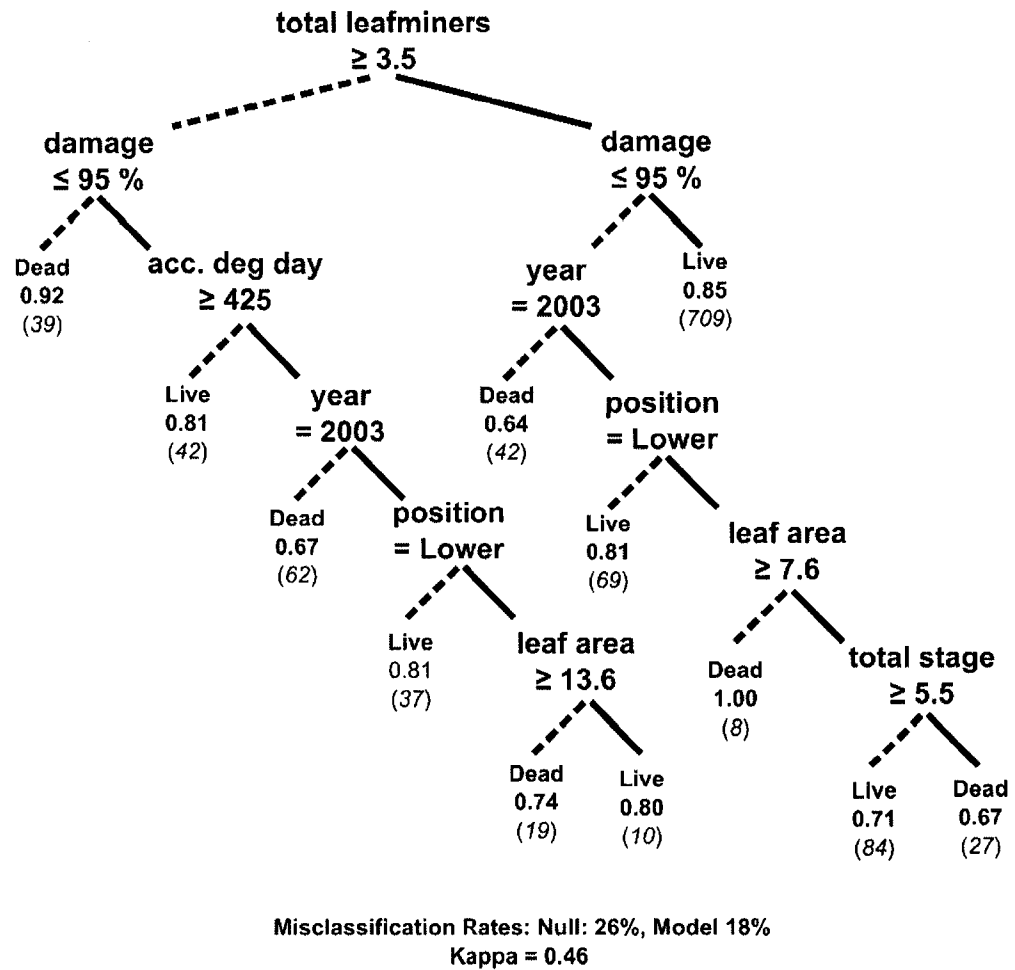 total leafminers
≥ 3.5
damage
≤ 95 %
damage
≤ 95 %
Dead
0.92
(39)
acc. deg day
≥ 425
year
= 2003
Live
0.85
(709)
Live
0.81
(42)
year
= 2003
Dead
0.64
(42)
position
= Lower
Dead
0.67
(62)
position
= Lower
Live
0.81
(69)
leaf area
≥ 7.6
Live
0.81
(37)
leaf area
≥ 13.6
Dead
1.00
(8)
total stage
≥ 5.5
Dead
0.74
(19)
Live
0.80
(10)
Live
0.71
(84)
Dead
0.67
(27)
Misclassification Rates: Null: 26%, Model 18%
Kappa = 0.46